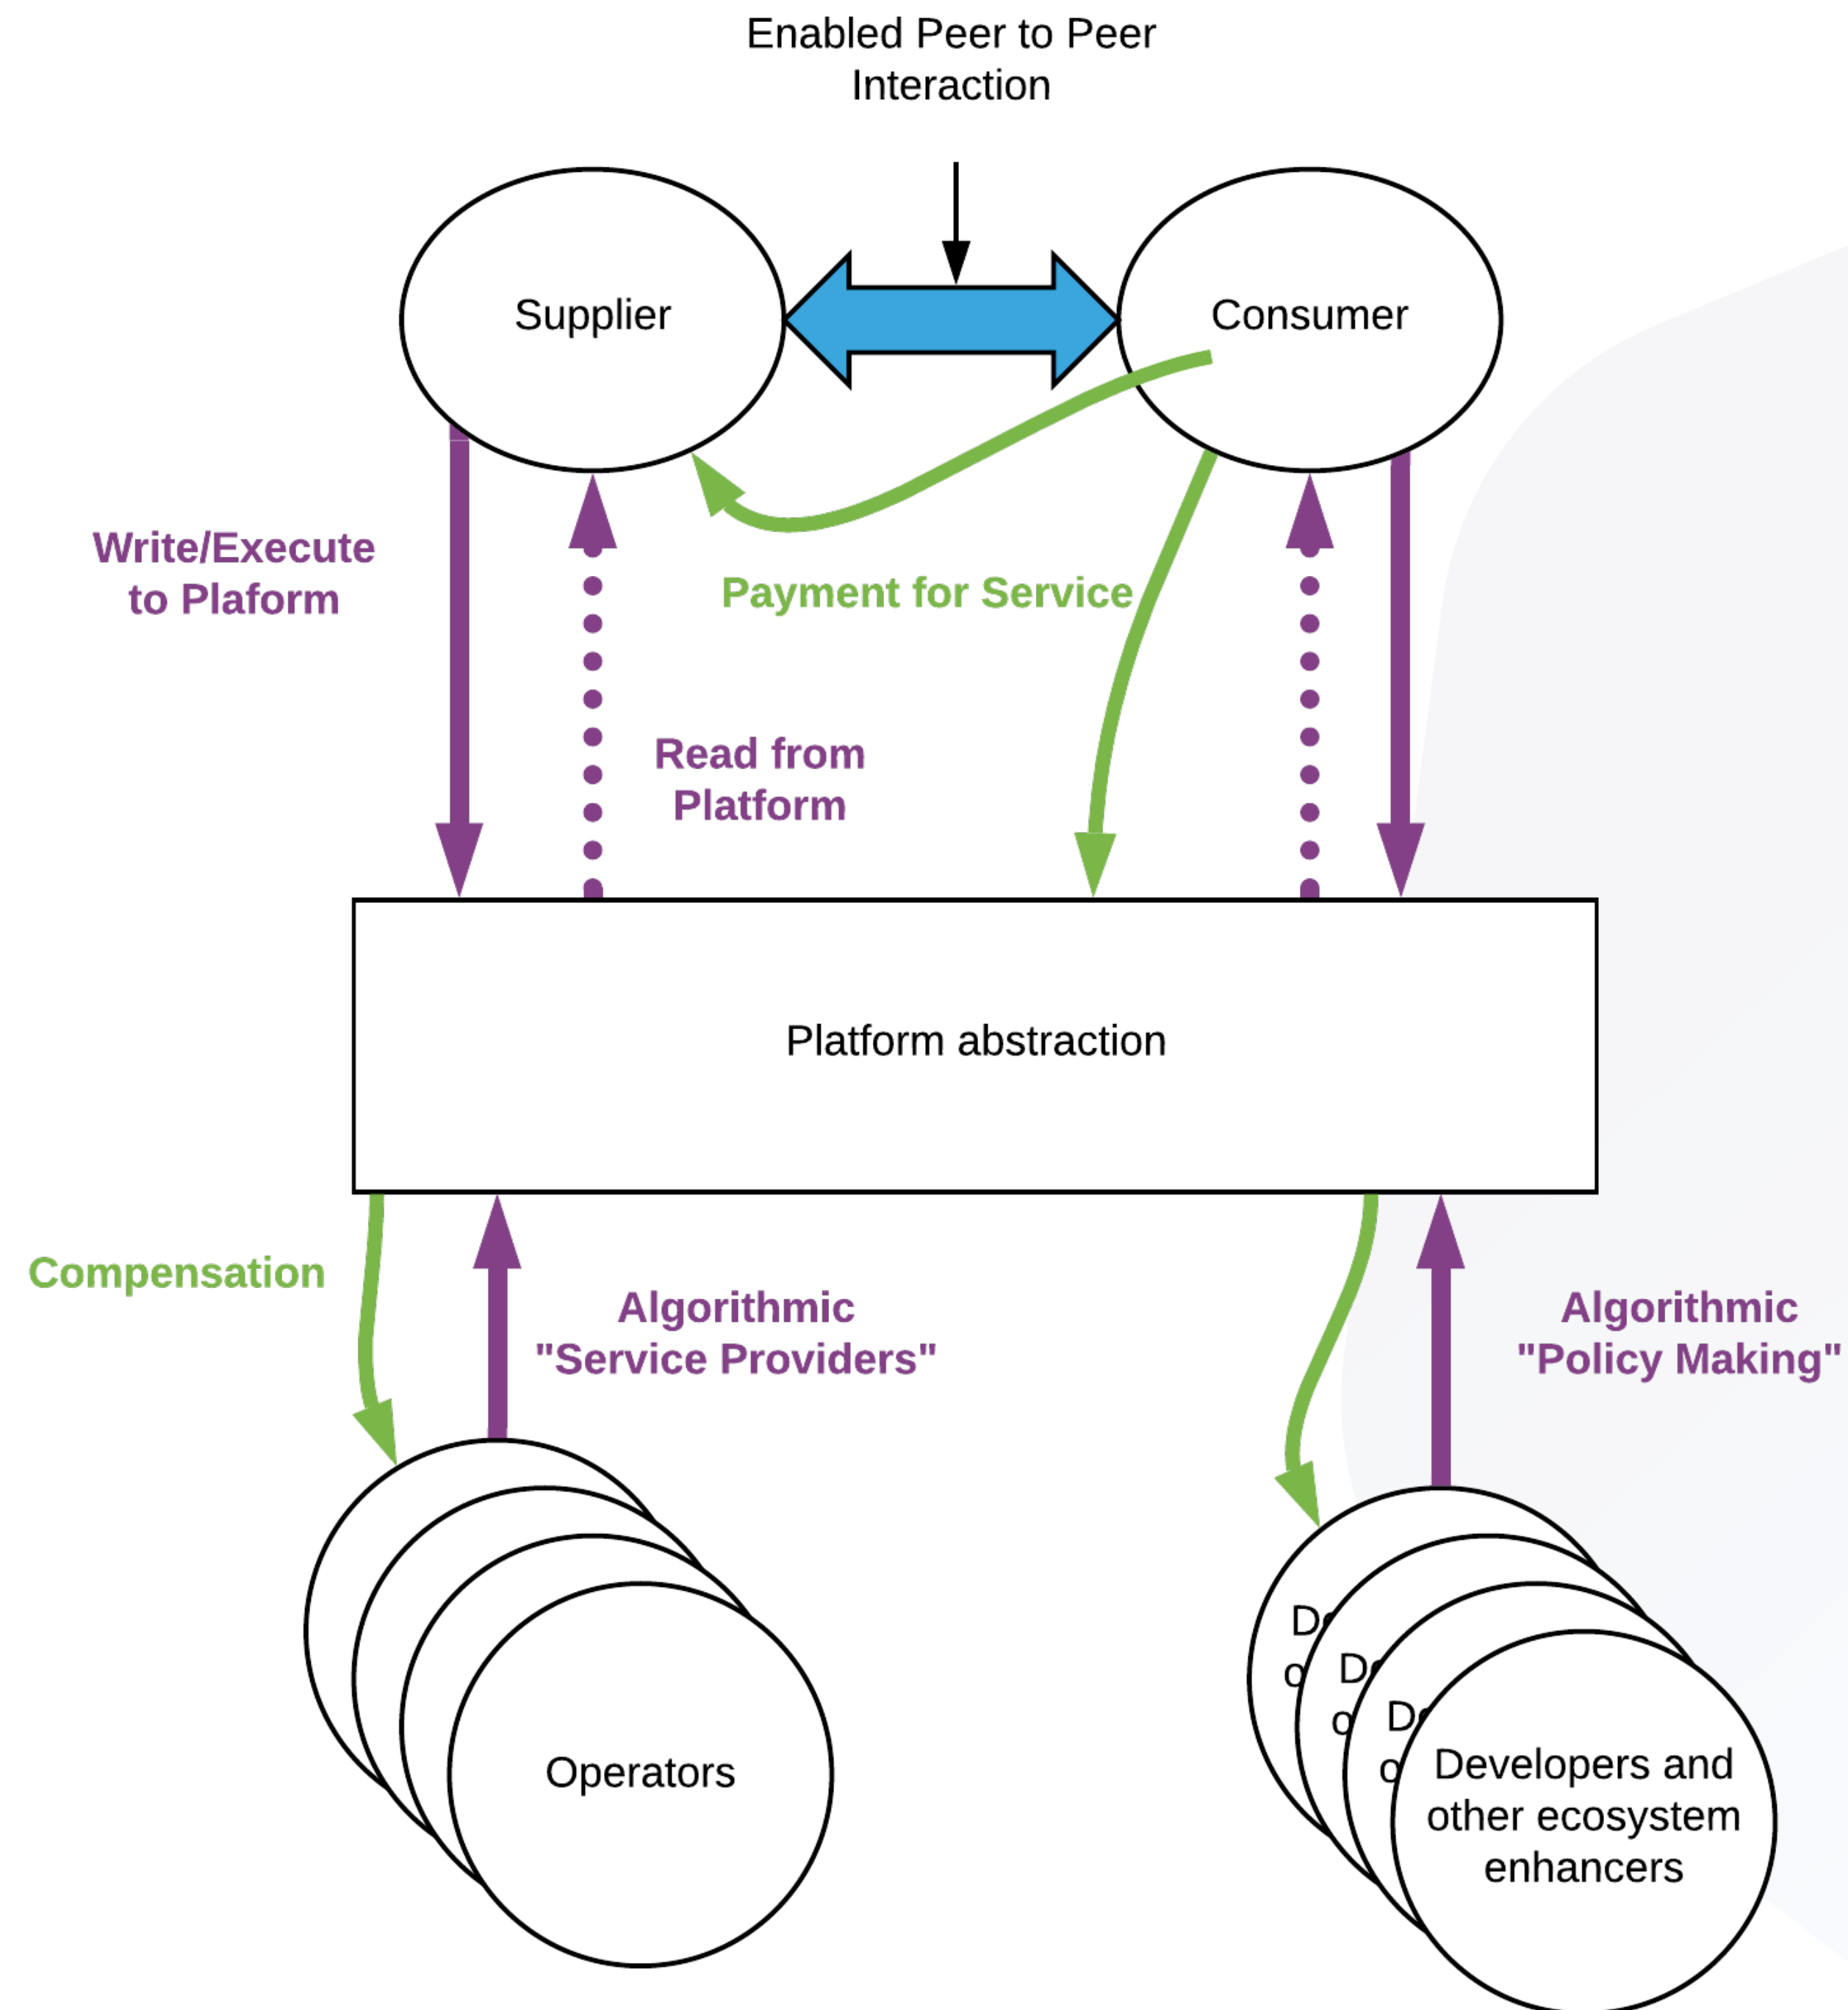 Enabled Peer to Peer
Interaction
Supplier
Consumer
Write/Execute
to Plaform
Payment for Service
Read from
Platform
Platform abstraction
Compensation
Algorithmic
"Service Providers"
Algorithmic
"Policy Making"
Operators
Developers and
other ecosystem
enhancers